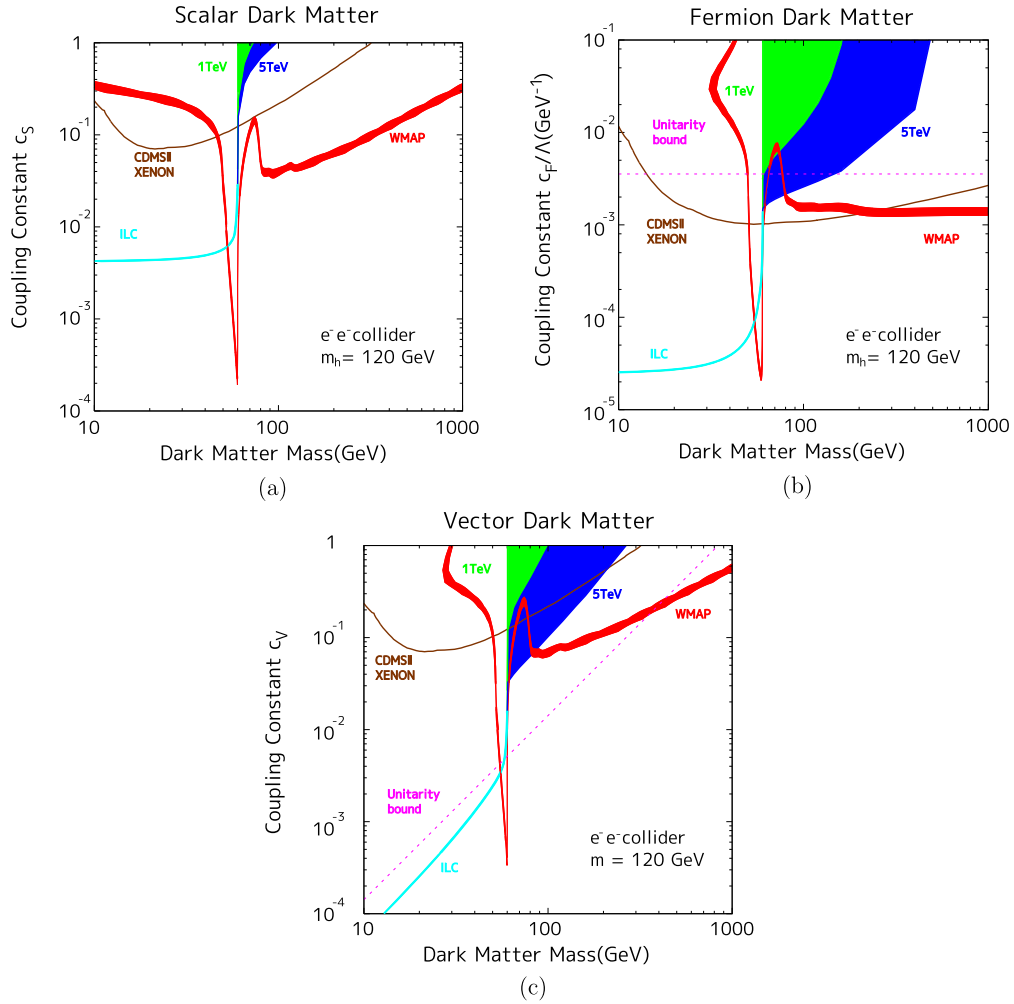 Scalar Dark Matter
Coupling Constant c_S
1
10^-1
10^-2
10^-3
10^-4
1TeV
5TeV
CDMSII
XENON
WMAP
ILC
e^- e^- collider
m_h = 120 GeV
10
100
1000
Dark Matter Mass(GeV)
(a)
Fermion Dark Matter
Coupling Constant c_F/Λ(GeV^-1)
10^-1
10^-2
10^-3
10^-4
10^-5
1TeV
Unitarity
bound
5TeV
CDMSII
XENON
WMAP
ILC
e^- e^- collider
m_h = 120 GeV
10
100
1000
Dark Matter Mass(GeV)
(b)
Vector Dark Matter
Coupling Constant c_V
1
10^-1
10^-2
10^-3
10^-4
1TeV
5TeV
WMAP
CDMSII
XENON
Unitarity
bound
ILC
e^- e^- collider
m = 120 GeV
10
100
1000
Dark Matter Mass(GeV)
(c)